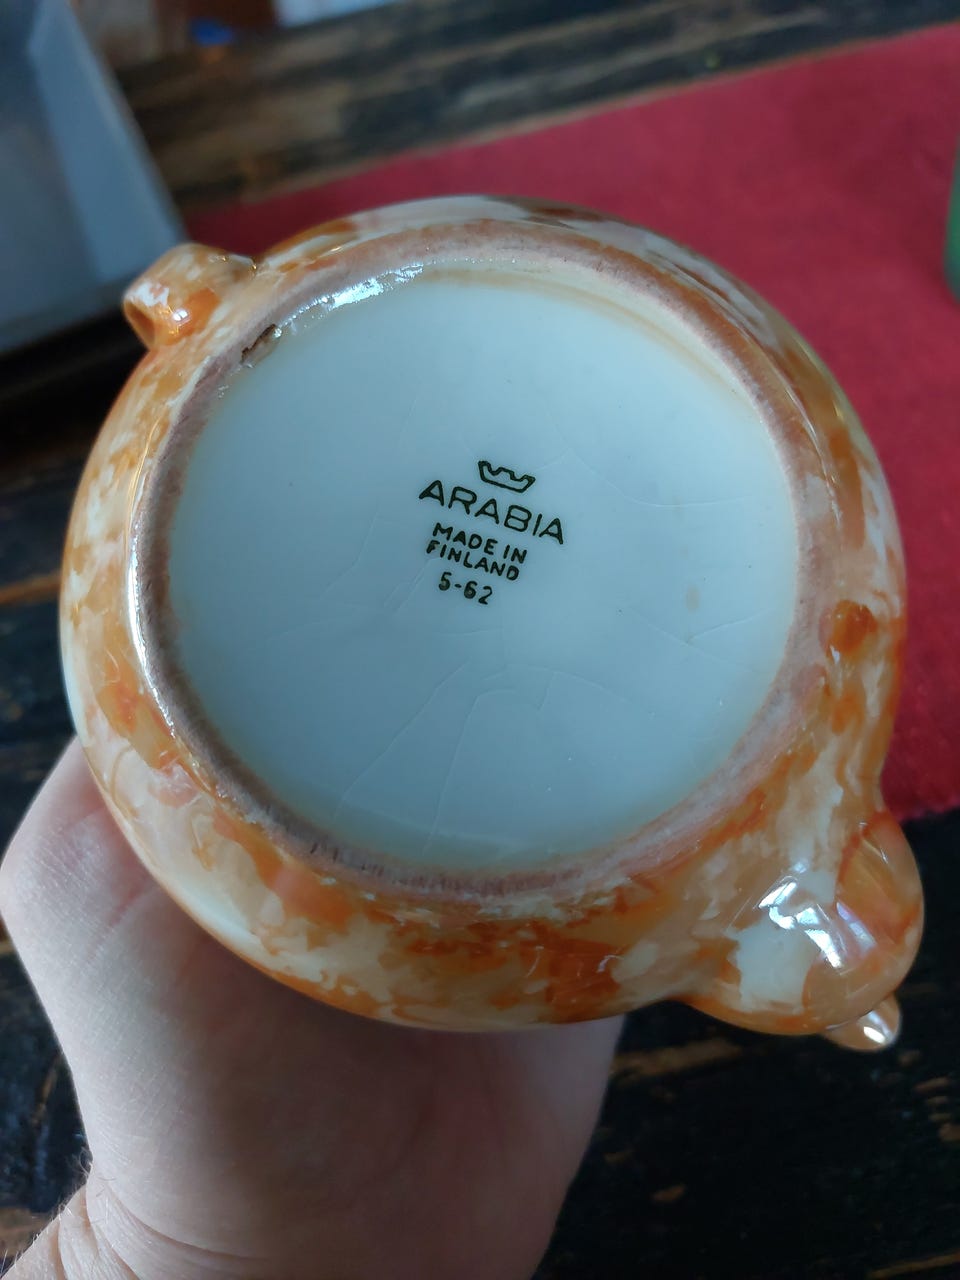 ARABIA
MADE IN
FINLAND
5-62